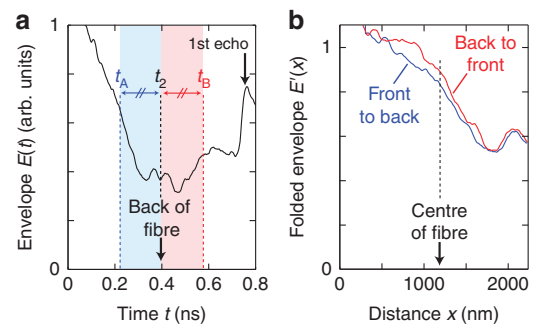 a
1
1st echo
tA
t2
tB
Envelope E(t) (arb. units)
Back of
fibre
0
0
0.2
0.4
0.6
0.8
Time t (ns)
b
1
Back to
front
Front
to back
Folded envelope E′(x)
Centre
of fibre
0
0
1000
2000
Distance x (nm)